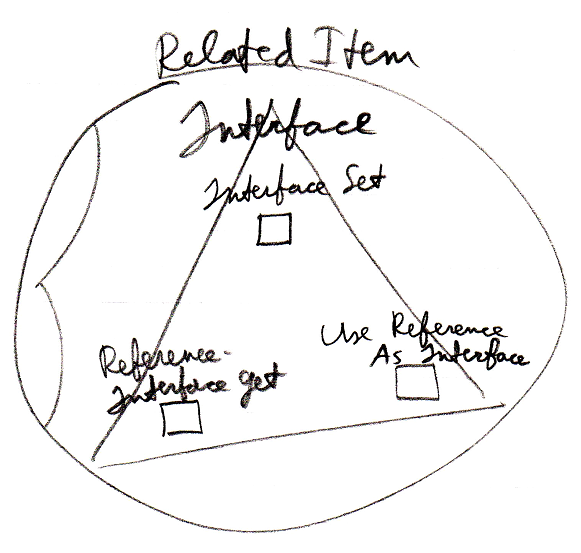 Related Item
Interface
Interface Set
Use Reference
As Interface
Reference-
Interface get